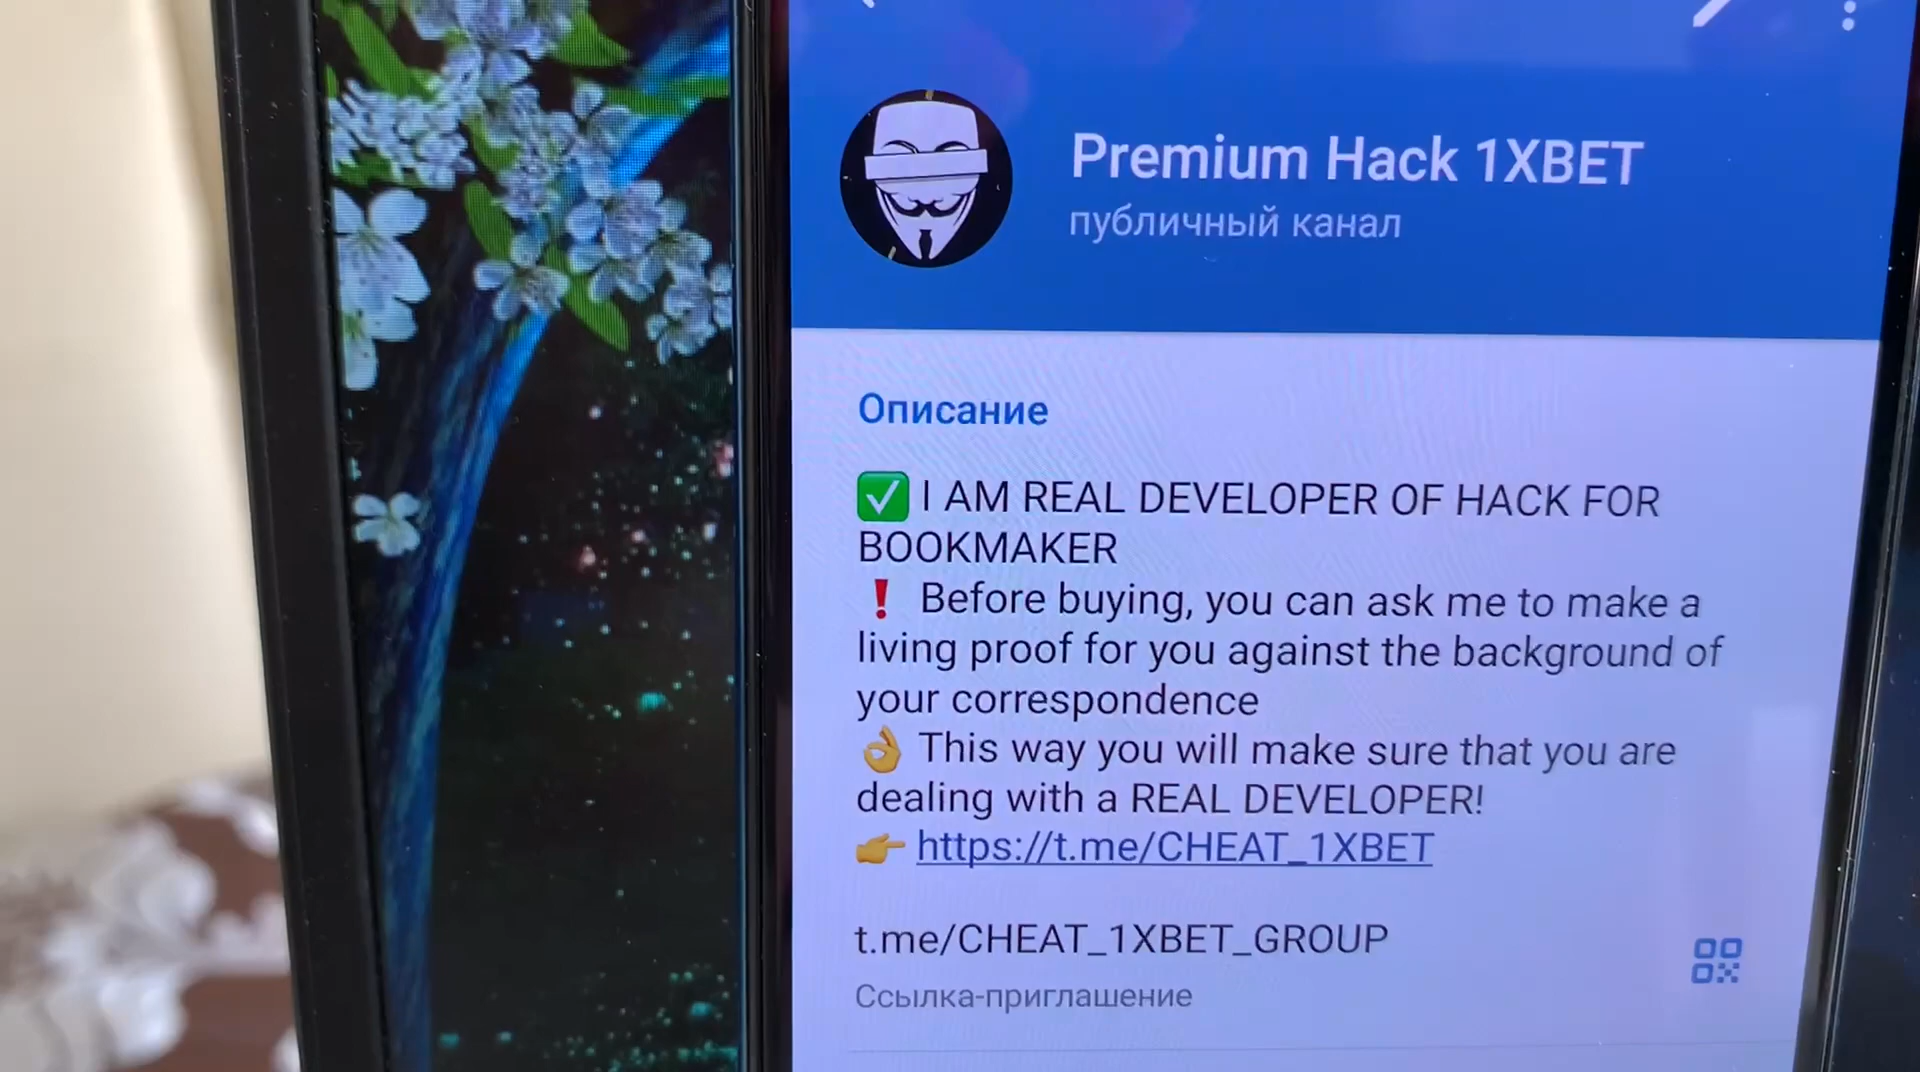 Premium Hack 1XBET
публичный канал
Описание
✅ I AM REAL DEVELOPER OF HACK FOR
BOOKMAKER
❗ Before buying, you can ask me to make a
living proof for you against the background of
your correspondence
👌 This way you will make sure that you are
dealing with a REAL DEVELOPER!
👉 https://t.me/CHEAT_1XBET
t.me/CHEAT_1XBET_GROUP
Ссылка-приглашение